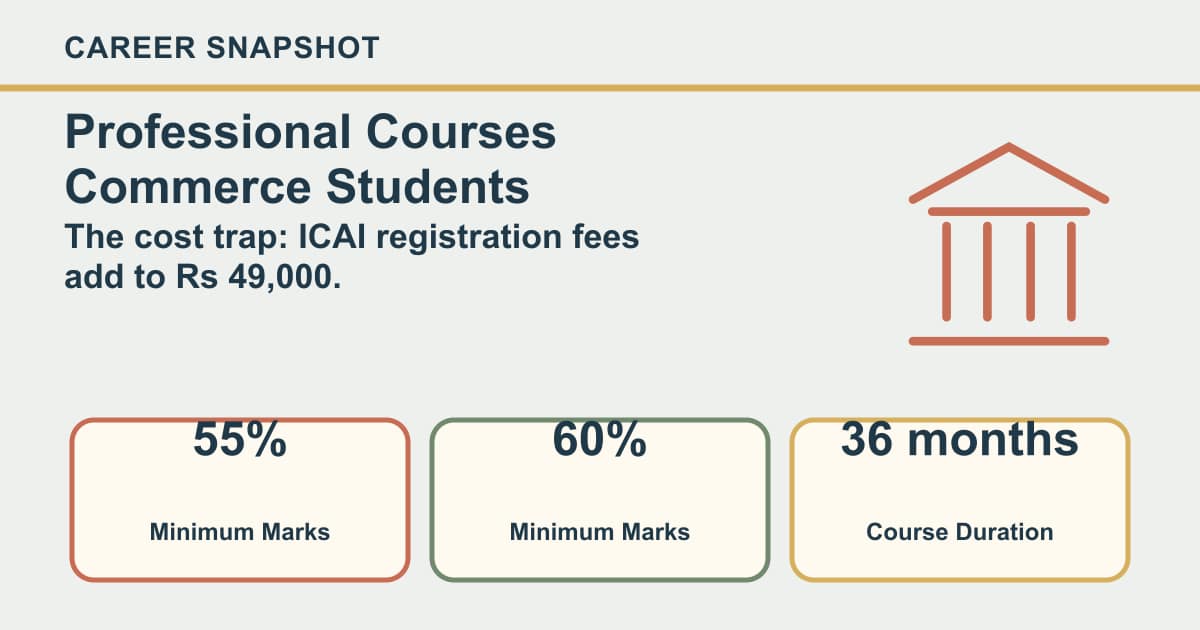 CAREER SNAPSHOT
Professional Courses
Commerce Students
The cost trap: ICAI registration fees
add to Rs 49,000.
55%
Minimum Marks
60%
Minimum Marks
36 months
Course Duration